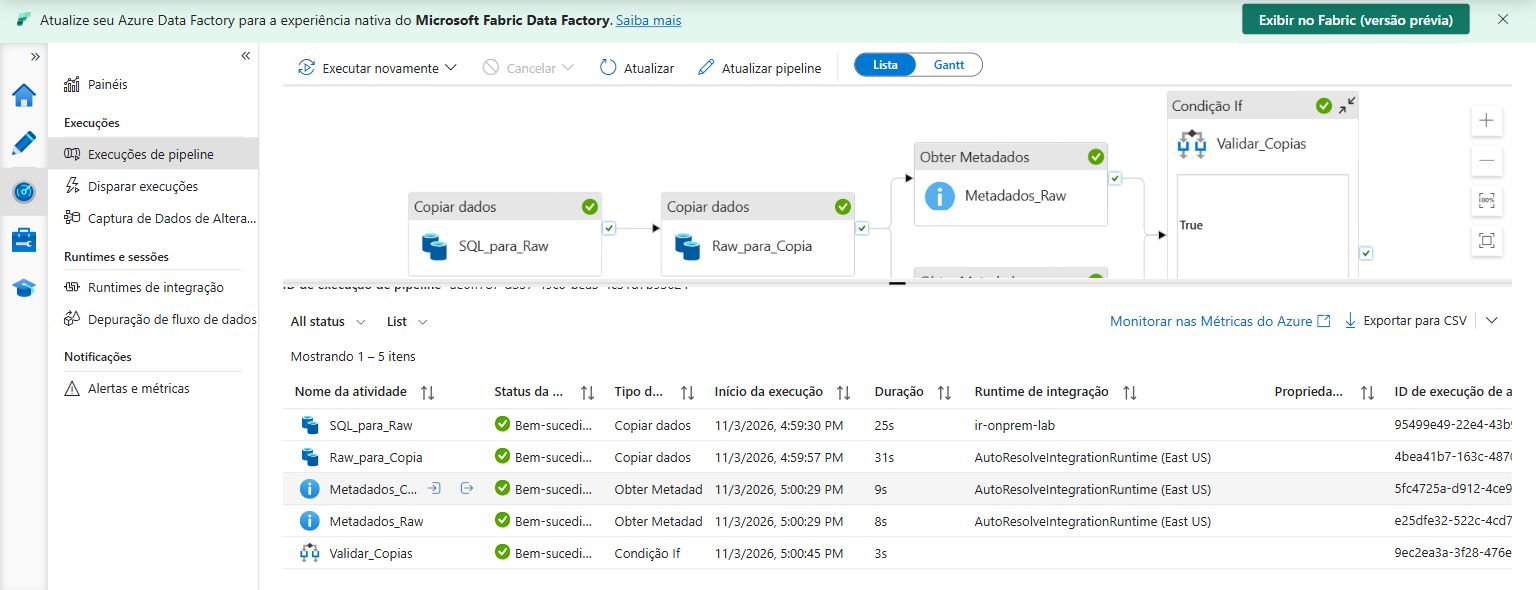 Atualize seu Azure Data Factory para a experiência nativa do Microsoft Fabric Data Factory. Saiba mais
Exibir no Fabric (versão prévia)
Painéis
Execuções
Execuções de pipeline
Disparar execuções
Captura de Dados de Altera...
Runtimes e sessões
Runtimes de integração
Depuração de fluxo de dados
Notificações
Alertas e métricas
Executar novamente
Cancelar
Atualizar
Atualizar pipeline
Lista
Gantt
Copiar dados
SQL_para_Raw
Copiar dados
Raw_para_Copia
Obter Metadados
Metadados_Raw
Condição If
Validar_Copias
True
100%
All status
List
Monitorar nas Métricas do Azure
Exportar para CSV
Mostrando 1 – 5 itens
Nome da atividade Status da ... Tipo d... Início da execução Duração Runtime de integração Proprieda... ID de execução de a
SQL_para_Raw Bem-sucedi... Copiar dados 11/3/2026, 4:59:30 PM 25s ir-onprem-lab 95499e49-22e4-43b
Raw_para_Copia Bem-sucedi... Copiar dados 11/3/2026, 4:59:57 PM 31s AutoResolveIntegrationRuntime (East US) 4bea41b7-163c-487
Metadados_C... Bem-sucedi... Obter Metadad 11/3/2026, 5:00:29 PM 9s AutoResolveIntegrationRuntime (East US) 5fc4725a-d912-4ce9
Metadados_Raw Bem-sucedi... Obter Metadad 11/3/2026, 5:00:29 PM 8s AutoResolveIntegrationRuntime (East US) e25dfe32-522c-4cd7
Validar_Copias Bem-sucedi... Condição If 11/3/2026, 5:00:45 PM 3s 9ec2ea3a-3f28-476e